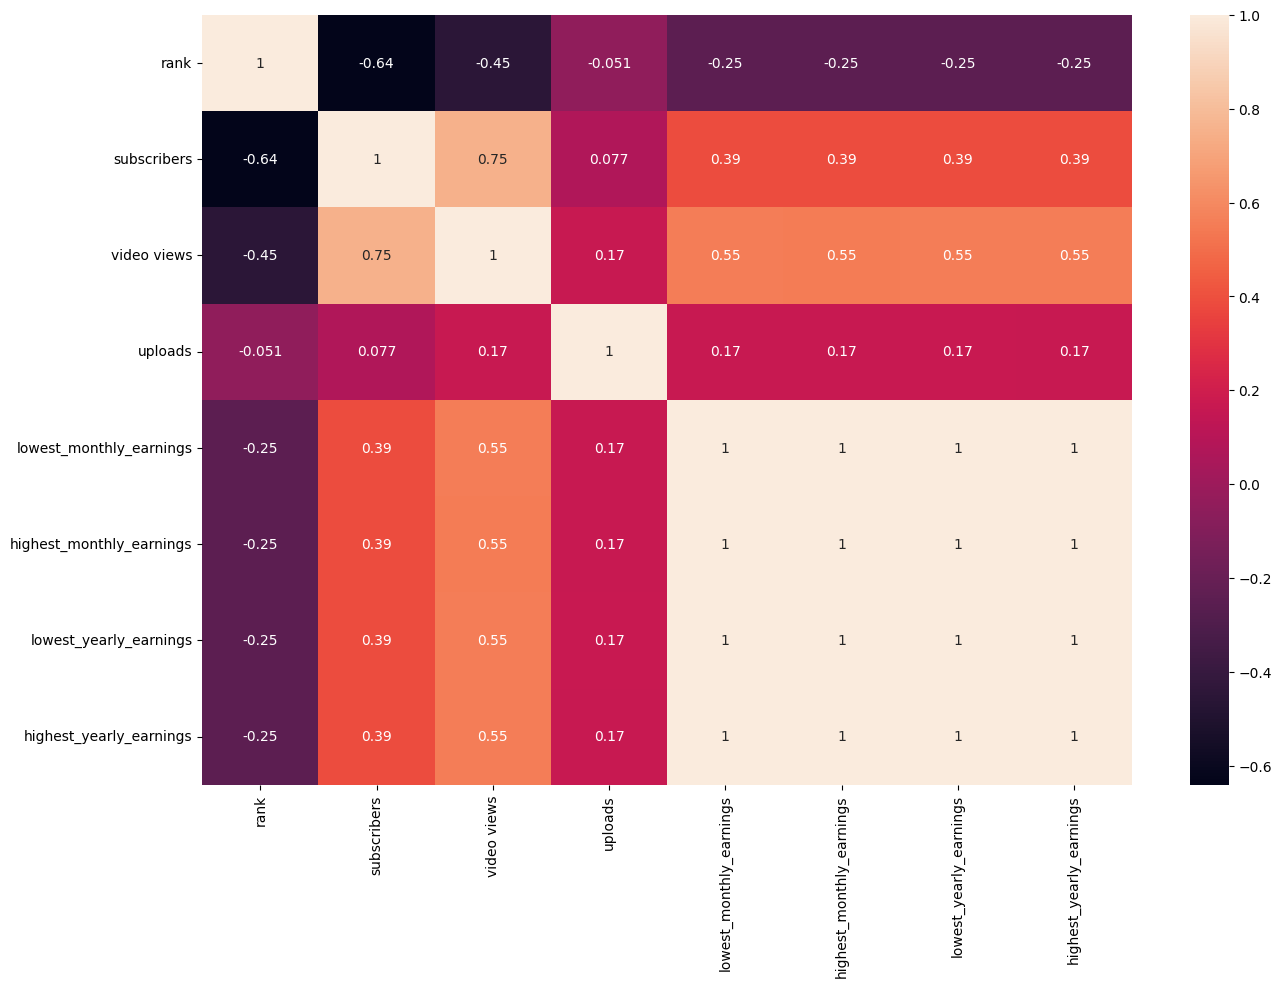 rank 1 -0.64 -0.45 -0.051 -0.25 -0.25 -0.25 -0.25
subscribers -0.64 1 0.75 0.077 0.39 0.39 0.39 0.39
video views -0.45 0.75 1 0.17 0.55 0.55 0.55 0.55
uploads -0.051 0.077 0.17 1 0.17 0.17 0.17 0.17
lowest_monthly_earnings -0.25 0.39 0.55 0.17 1 1 1 1
highest_monthly_earnings -0.25 0.39 0.55 0.17 1 1 1 1
lowest_yearly_earnings -0.25 0.39 0.55 0.17 1 1 1 1
highest_yearly_earnings -0.25 0.39 0.55 0.17 1 1 1 1
rank
subscribers
video views
uploads
lowest_monthly_earnings
highest_monthly_earnings
lowest_yearly_earnings
highest_yearly_earnings
1.0
0.8
0.6
0.4
0.2
0.0
−0.2
−0.4
−0.6